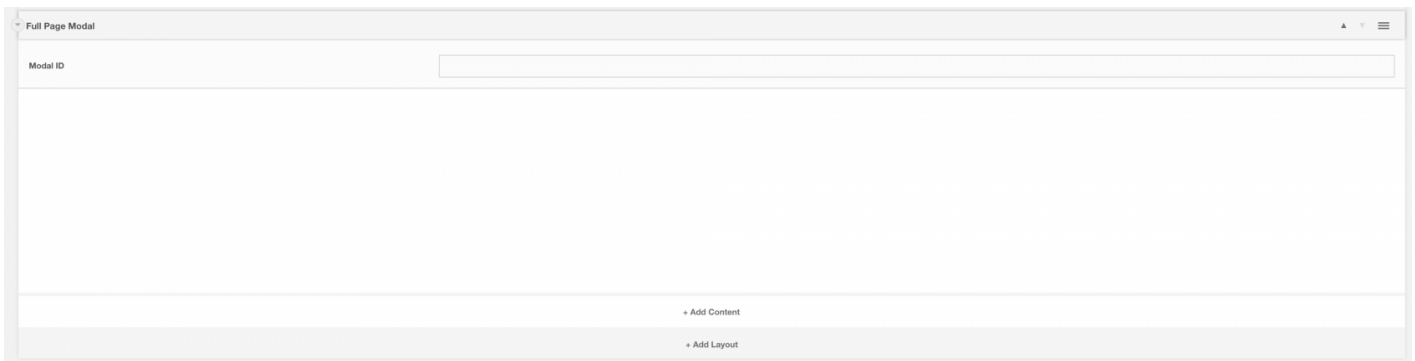 Full Page Modal
Modal ID
+ Add Content
+ Add Layout